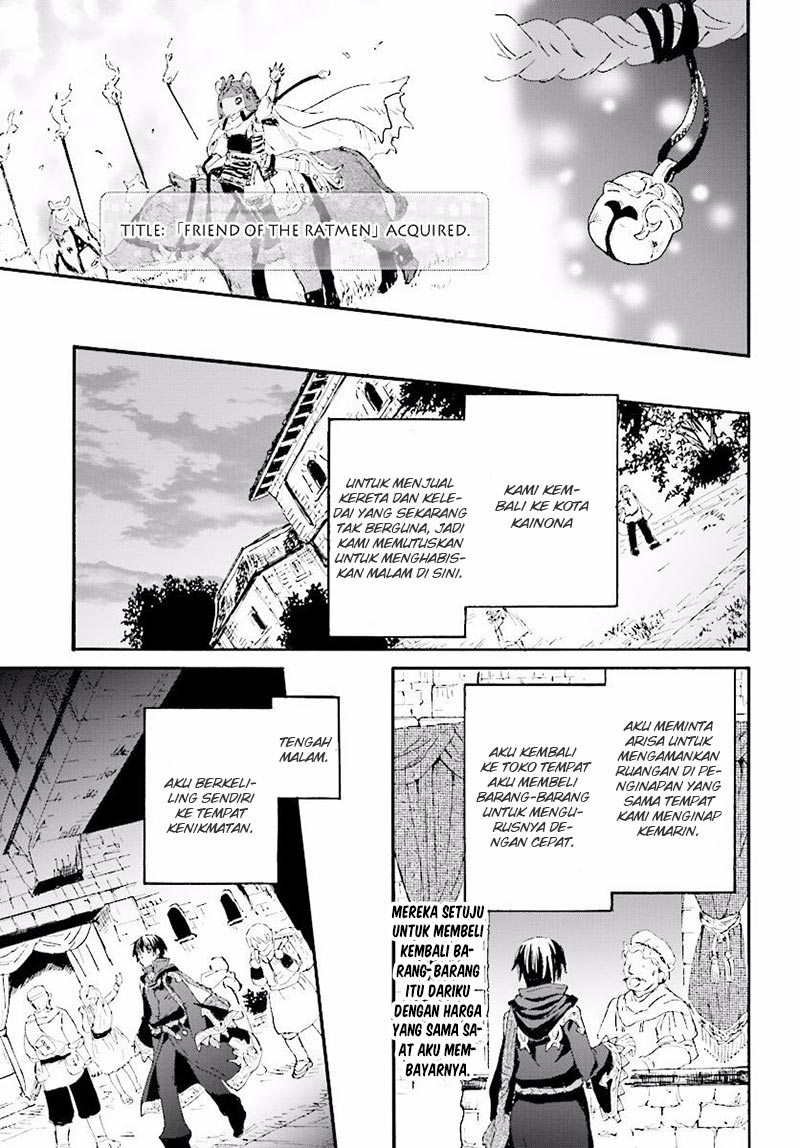 TITLE: 「FRIEND OF THE RATMEN」 ACQUIRED.
KAMI KEM-
BALI KE KOTA
KAINONA
UNTUK MENJUAL
KERETA DAN KELE-
DAI YANG SEKARANG
TAK BERGUNA, JADI
KAMI MEMUTUSKAN
UNTUK MENGHABIS-
KAN MALAM DI SINI.
AKU MEMINTA
ARISA UNTUK
MENGAMANKAN
RUANGAN DI PE-
NGINAPAN YANG
SAMA TEMPAT
KAMI MENGINAP
KEMARIN.
AKU KEMBALI
KE TOKO TEMPAT
AKU MEMBELI
BARANG-BARANG
UNTUK MENGU-
RUSNYA DE-
NGAN CEPAT.
MEREKA SETUJU
UNTUK MEMBELI
KEMBALI BA-
RANG-BARANG
ITU DARIKU
DENGAN HARGA
YANG SAMA SA-
AT AKU MEM-
BAYARNYA.
TENGAH
MALAM.
AKU BERKELI-
LING SENDIRI
KE TEMPAT
KENIKMATAN.